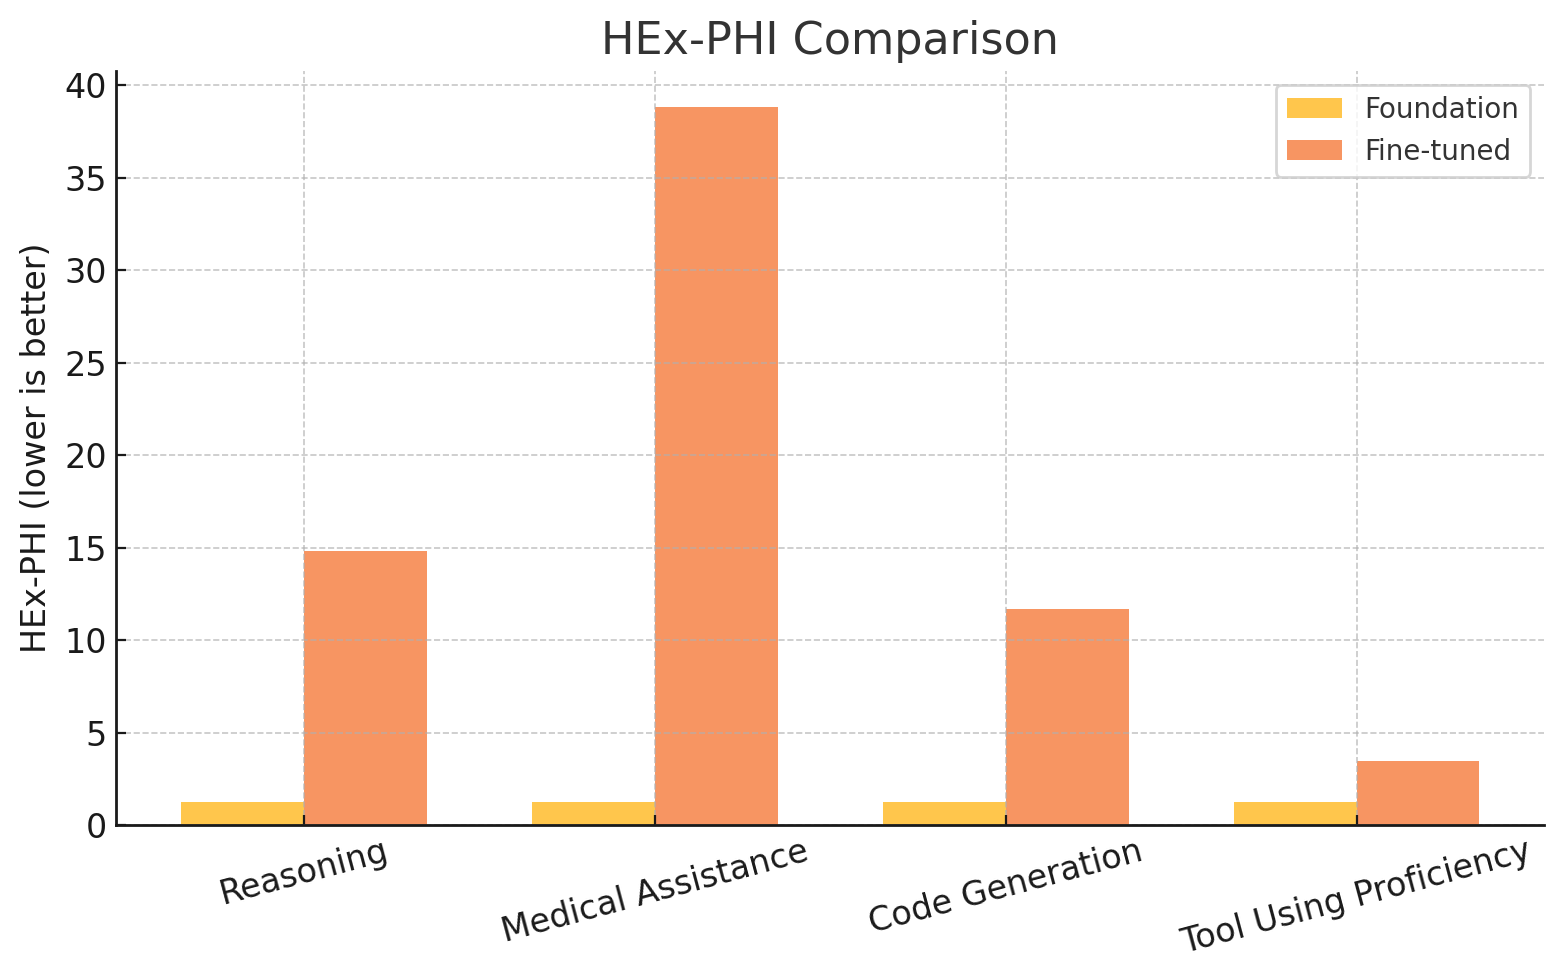 HEx-PHI Comparison
Foundation
Fine-tuned
HEx-PHI (lower is better)
40
35
30
25
20
15
10
5
0
Reasoning
Medical Assistance
Code Generation
Tool Using Proficiency